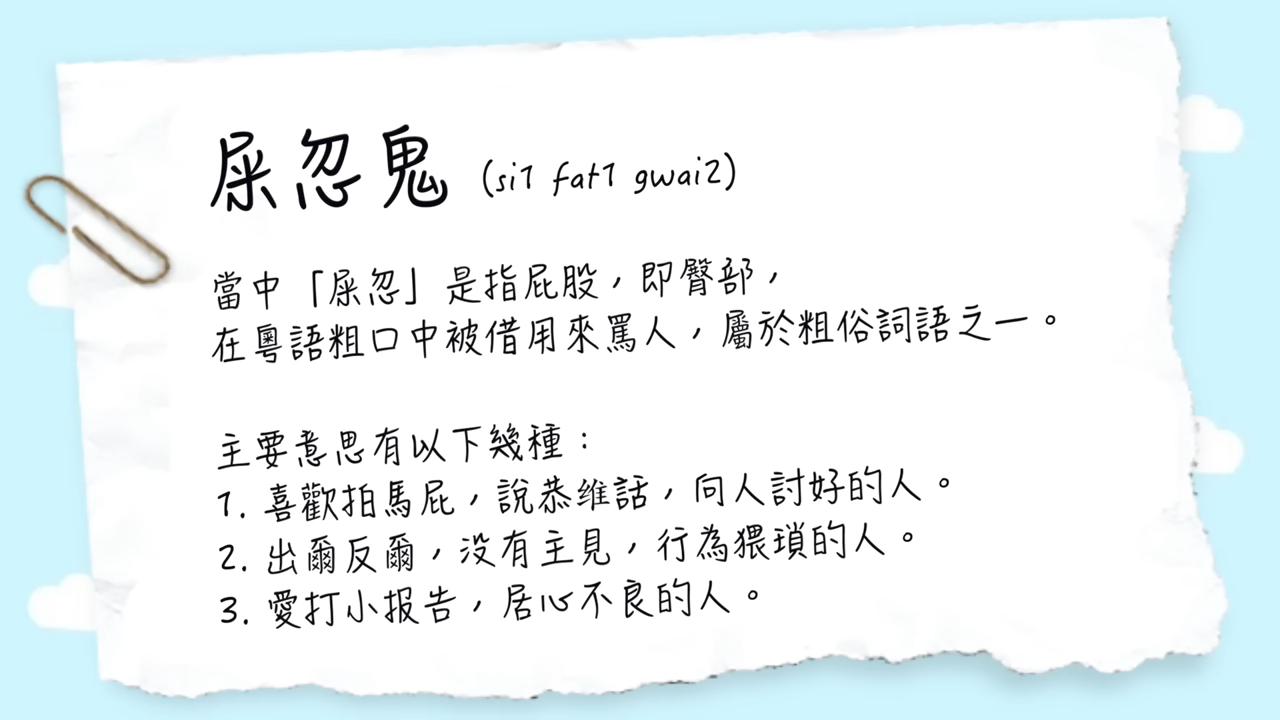 屎忽鬼 (si1 fat1 gwai2)
當中「屎忽」是指屁股，即臀部，
在粵語粗口中被借用來罵人，屬於粗俗詞語之一。
主要意思有以下幾種：
1. 喜歡拍馬屁，說恭维話，向人討好的人。
2. 出爾反爾，没有主見，行為猥瑣的人。
3. 愛打小报告，居心不良的人。